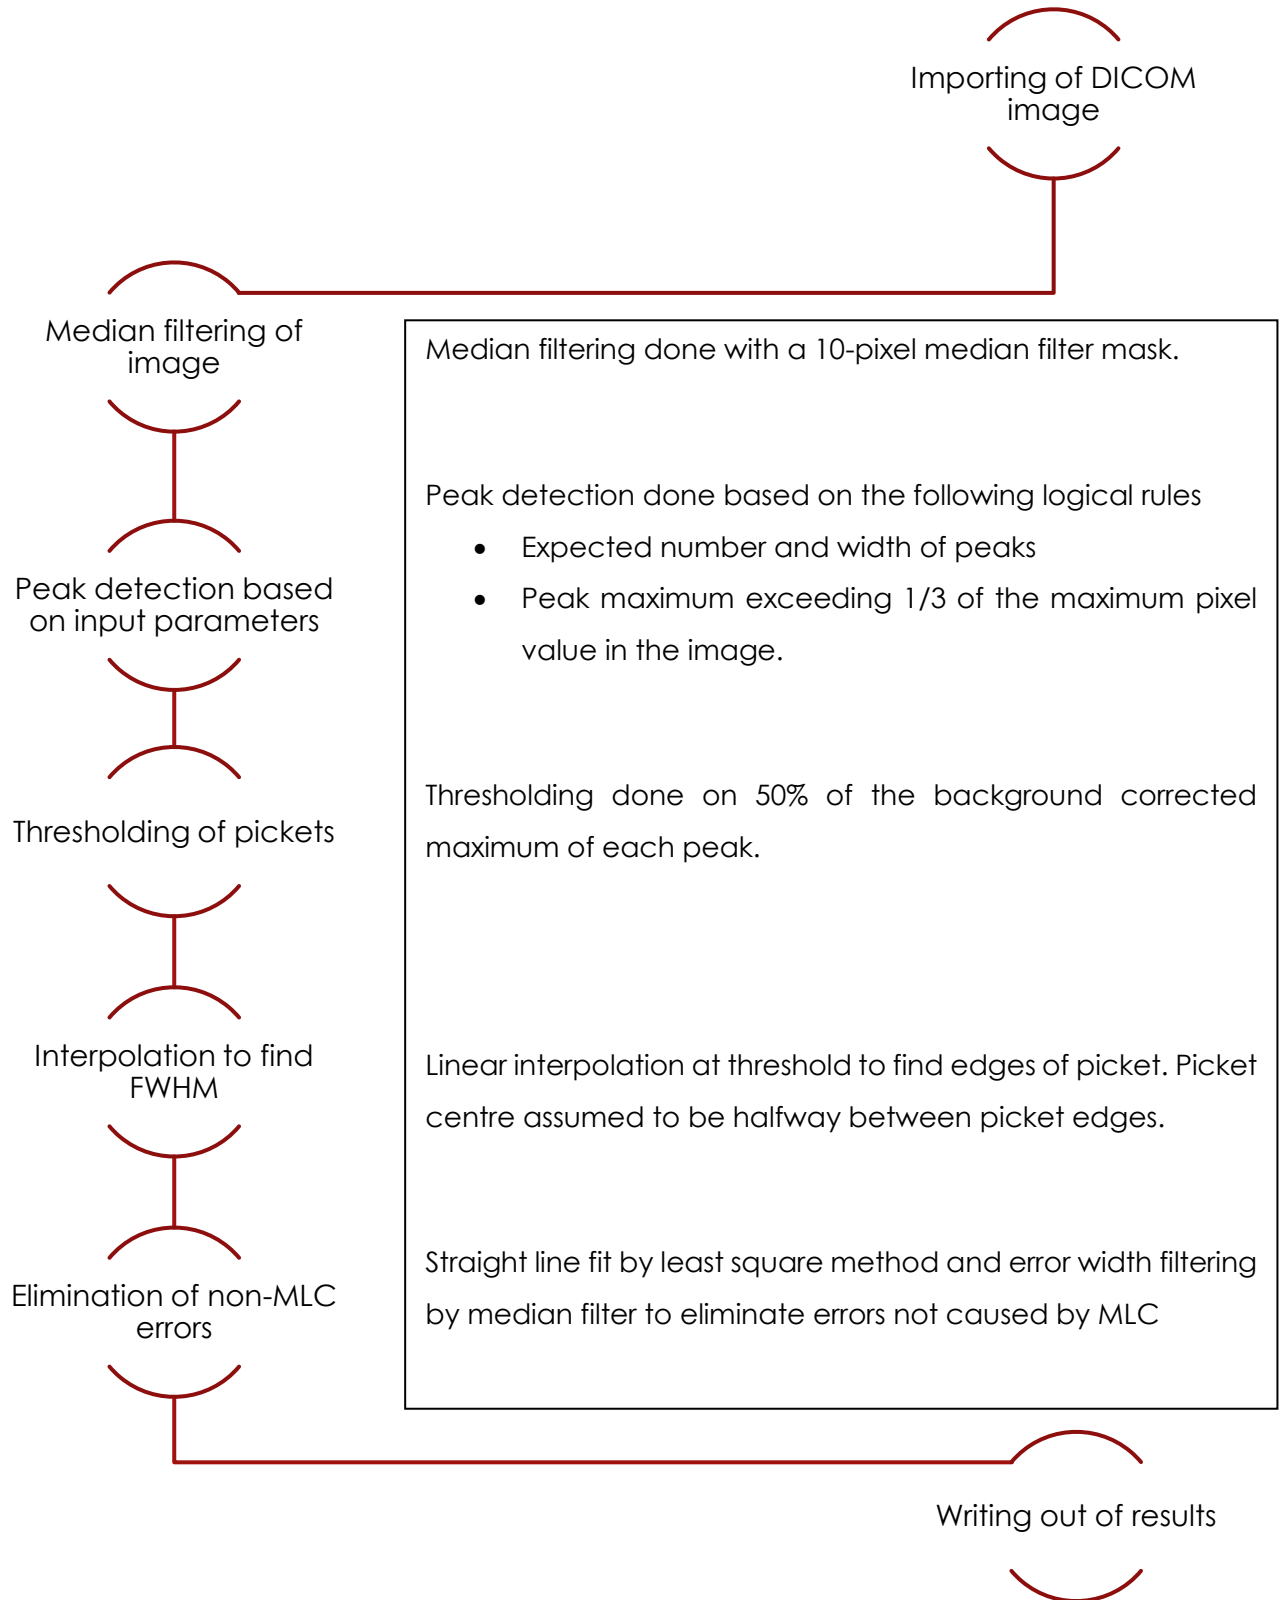 Importing of DICOM
image
Median filtering of
image
Median filtering done with a 10-pixel median filter mask.
Peak detection based
on input parameters
Peak detection done based on the following logical rules
• Expected number and width of peaks
• Peak maximum exceeding 1/3 of the maximum pixel
value in the image.
Thresholding of pickets
Thresholding done on 50% of the background corrected
maximum of each peak.
Interpolation to find
FWHM
Linear interpolation at threshold to find edges of picket. Picket
centre assumed to be halfway between picket edges.
Elimination of non-MLC
errors
Straight line fit by least square method and error width filtering
by median filter to eliminate errors not caused by MLC
Writing out of results